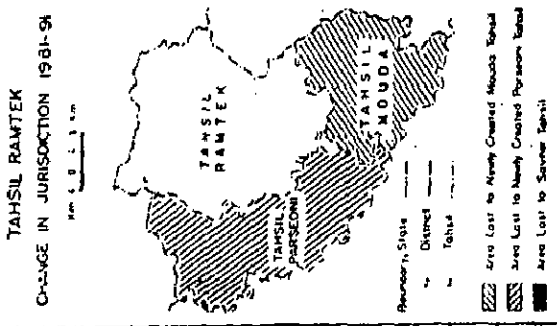 TAHSIL RAMTEK
CHANGE IN JURISDICTION 1981-91
TAHSIL
RAMTEK
TAHSIL
MOUDA
TAHSIL
PARSEONI
Boundary, State
" District
" Tahsil
Area Lost to Newly Created Mouda Tahsil
Area Lost to Newly Created Parseoni Tahsil
Area Lost to Savner Tahsil